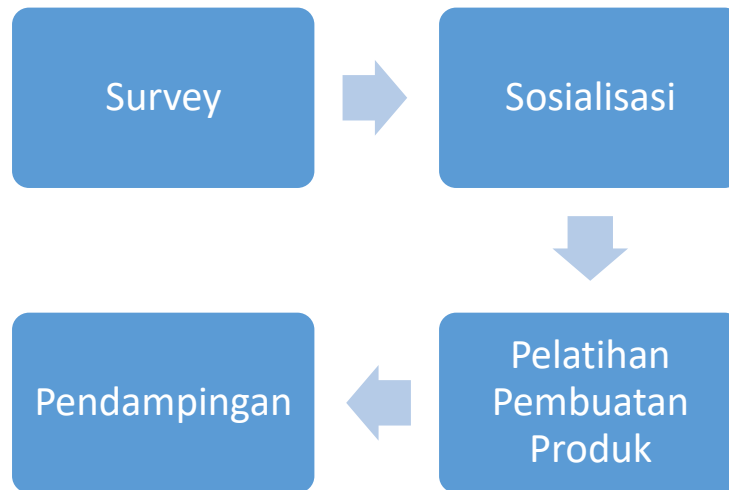 Survey
Sosialisasi
Pelatihan
Pembuatan
Produk
Pendampingan